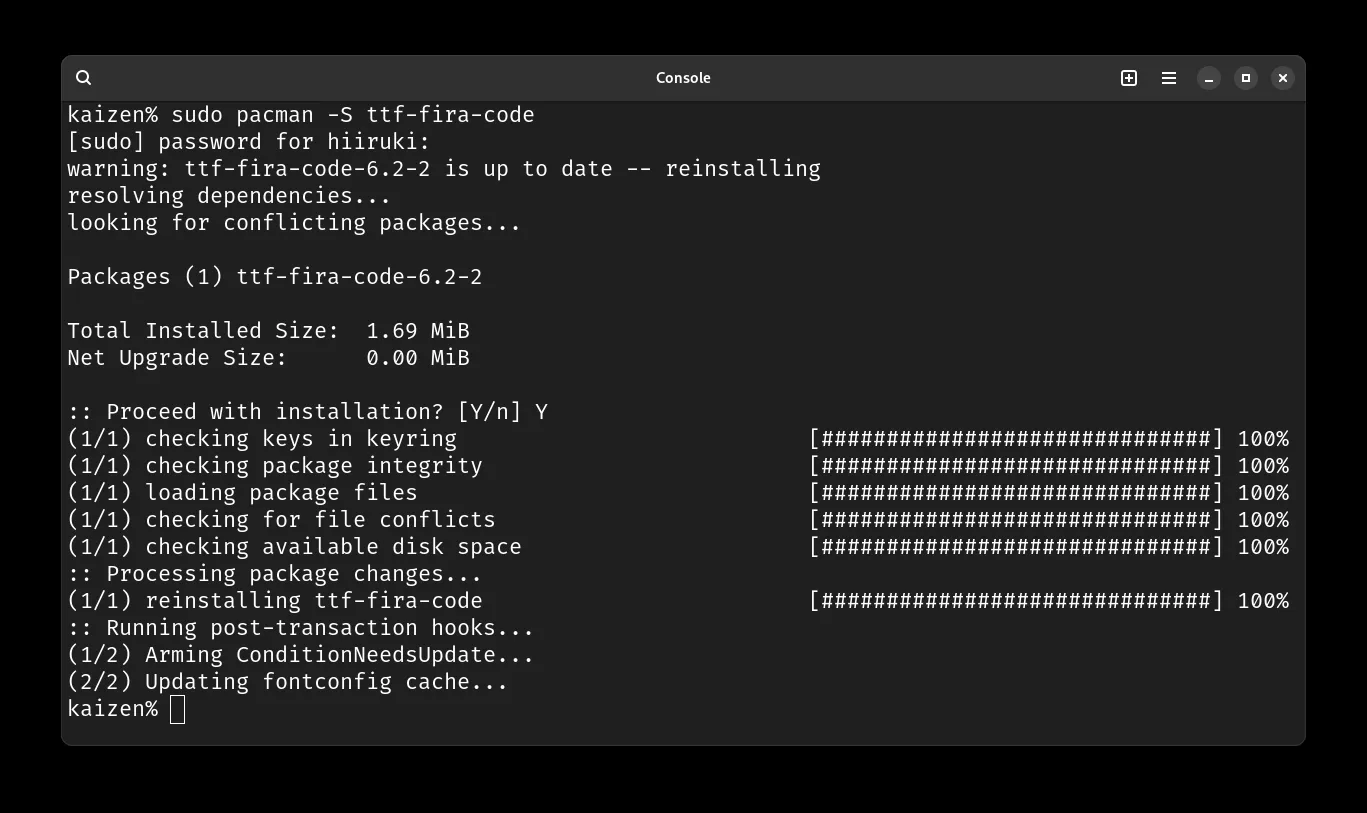 Console
kaizen% sudo pacman -S ttf-fira-code
[sudo] password for hiiruki:
warning: ttf-fira-code-6.2-2 is up to date -- reinstalling
resolving dependencies...
looking for conflicting packages...
Packages (1) ttf-fira-code-6.2-2
Total Installed Size:  1.69 MiB
Net Upgrade Size:      0.00 MiB
:: Proceed with installation? [Y/n] Y
(1/1) checking keys in keyring [##############################] 100%
(1/1) checking package integrity [##############################] 100%
(1/1) loading package files [##############################] 100%
(1/1) checking for file conflicts [##############################] 100%
(1/1) checking available disk space [##############################] 100%
:: Processing package changes...
(1/1) reinstalling ttf-fira-code [##############################] 100%
:: Running post-transaction hooks...
(1/2) Arming ConditionNeedsUpdate...
(2/2) Updating fontconfig cache...
kaizen%